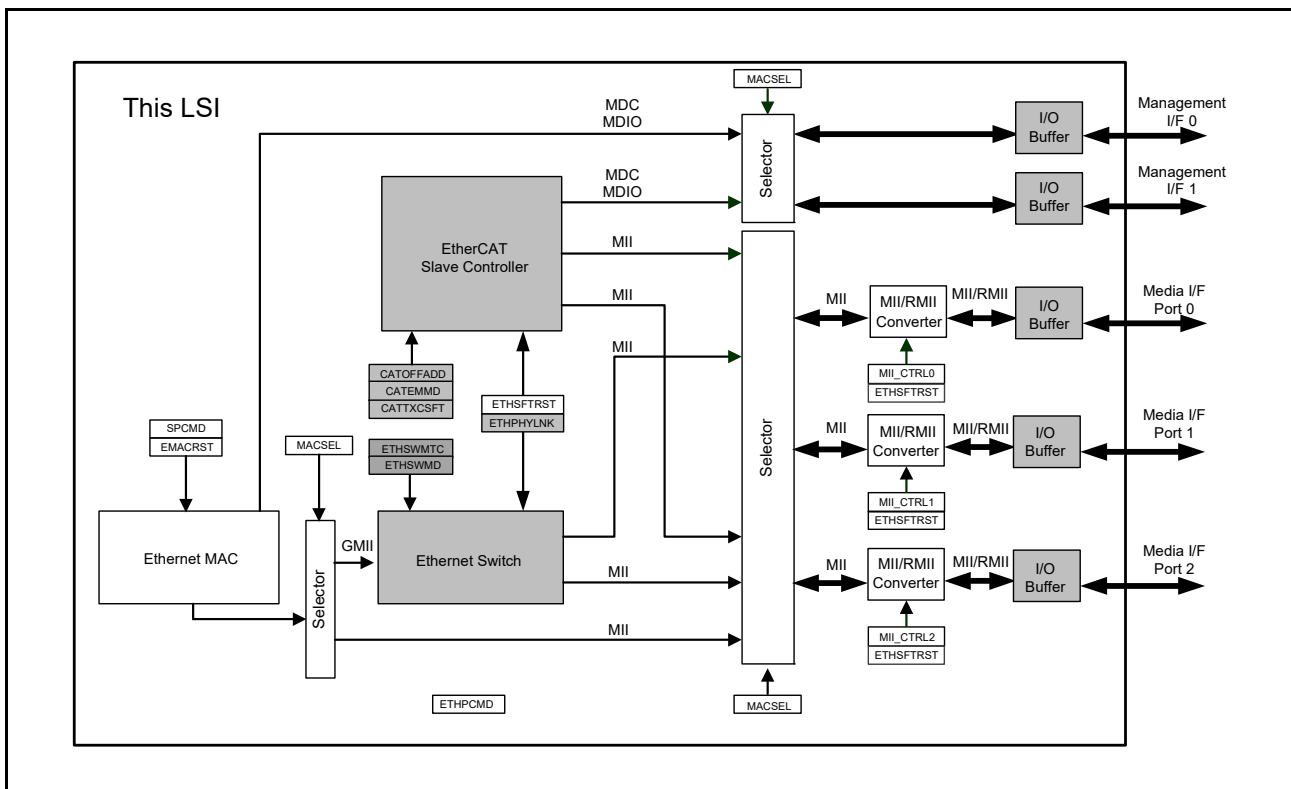 This LSI
MACSEL
MDC
MDIO
Selector
I/O
Buffer
Management
I/F 0
MDC
MDIO
I/O
Buffer
Management
I/F 1
EtherCAT
Slave Controller
MII
MII
MII
MII
MII/RMII
Converter
MII/RMII
I/O
Buffer
Media I/F
Port 0
MII_CTRL0
ETHSFTRST
CATOFFADD
CATEMMD
CATTXCSFT
ETHSFTRST
ETHPHYLNK
SPCMD
EMACRST
MACSEL
ETHSWMTC
ETHSWMD
Selector
MII
MII/RMII
Converter
MII/RMII
I/O
Buffer
Media I/F
Port 1
MII_CTRL1
ETHSFTRST
Ethernet MAC
Selector
GMII
Ethernet Switch
MII
MII
MII
MII/RMII
Converter
MII/RMII
I/O
Buffer
Media I/F
Port 2
MII_CTRL2
ETHSFTRST
ETHPCMD
MACSEL